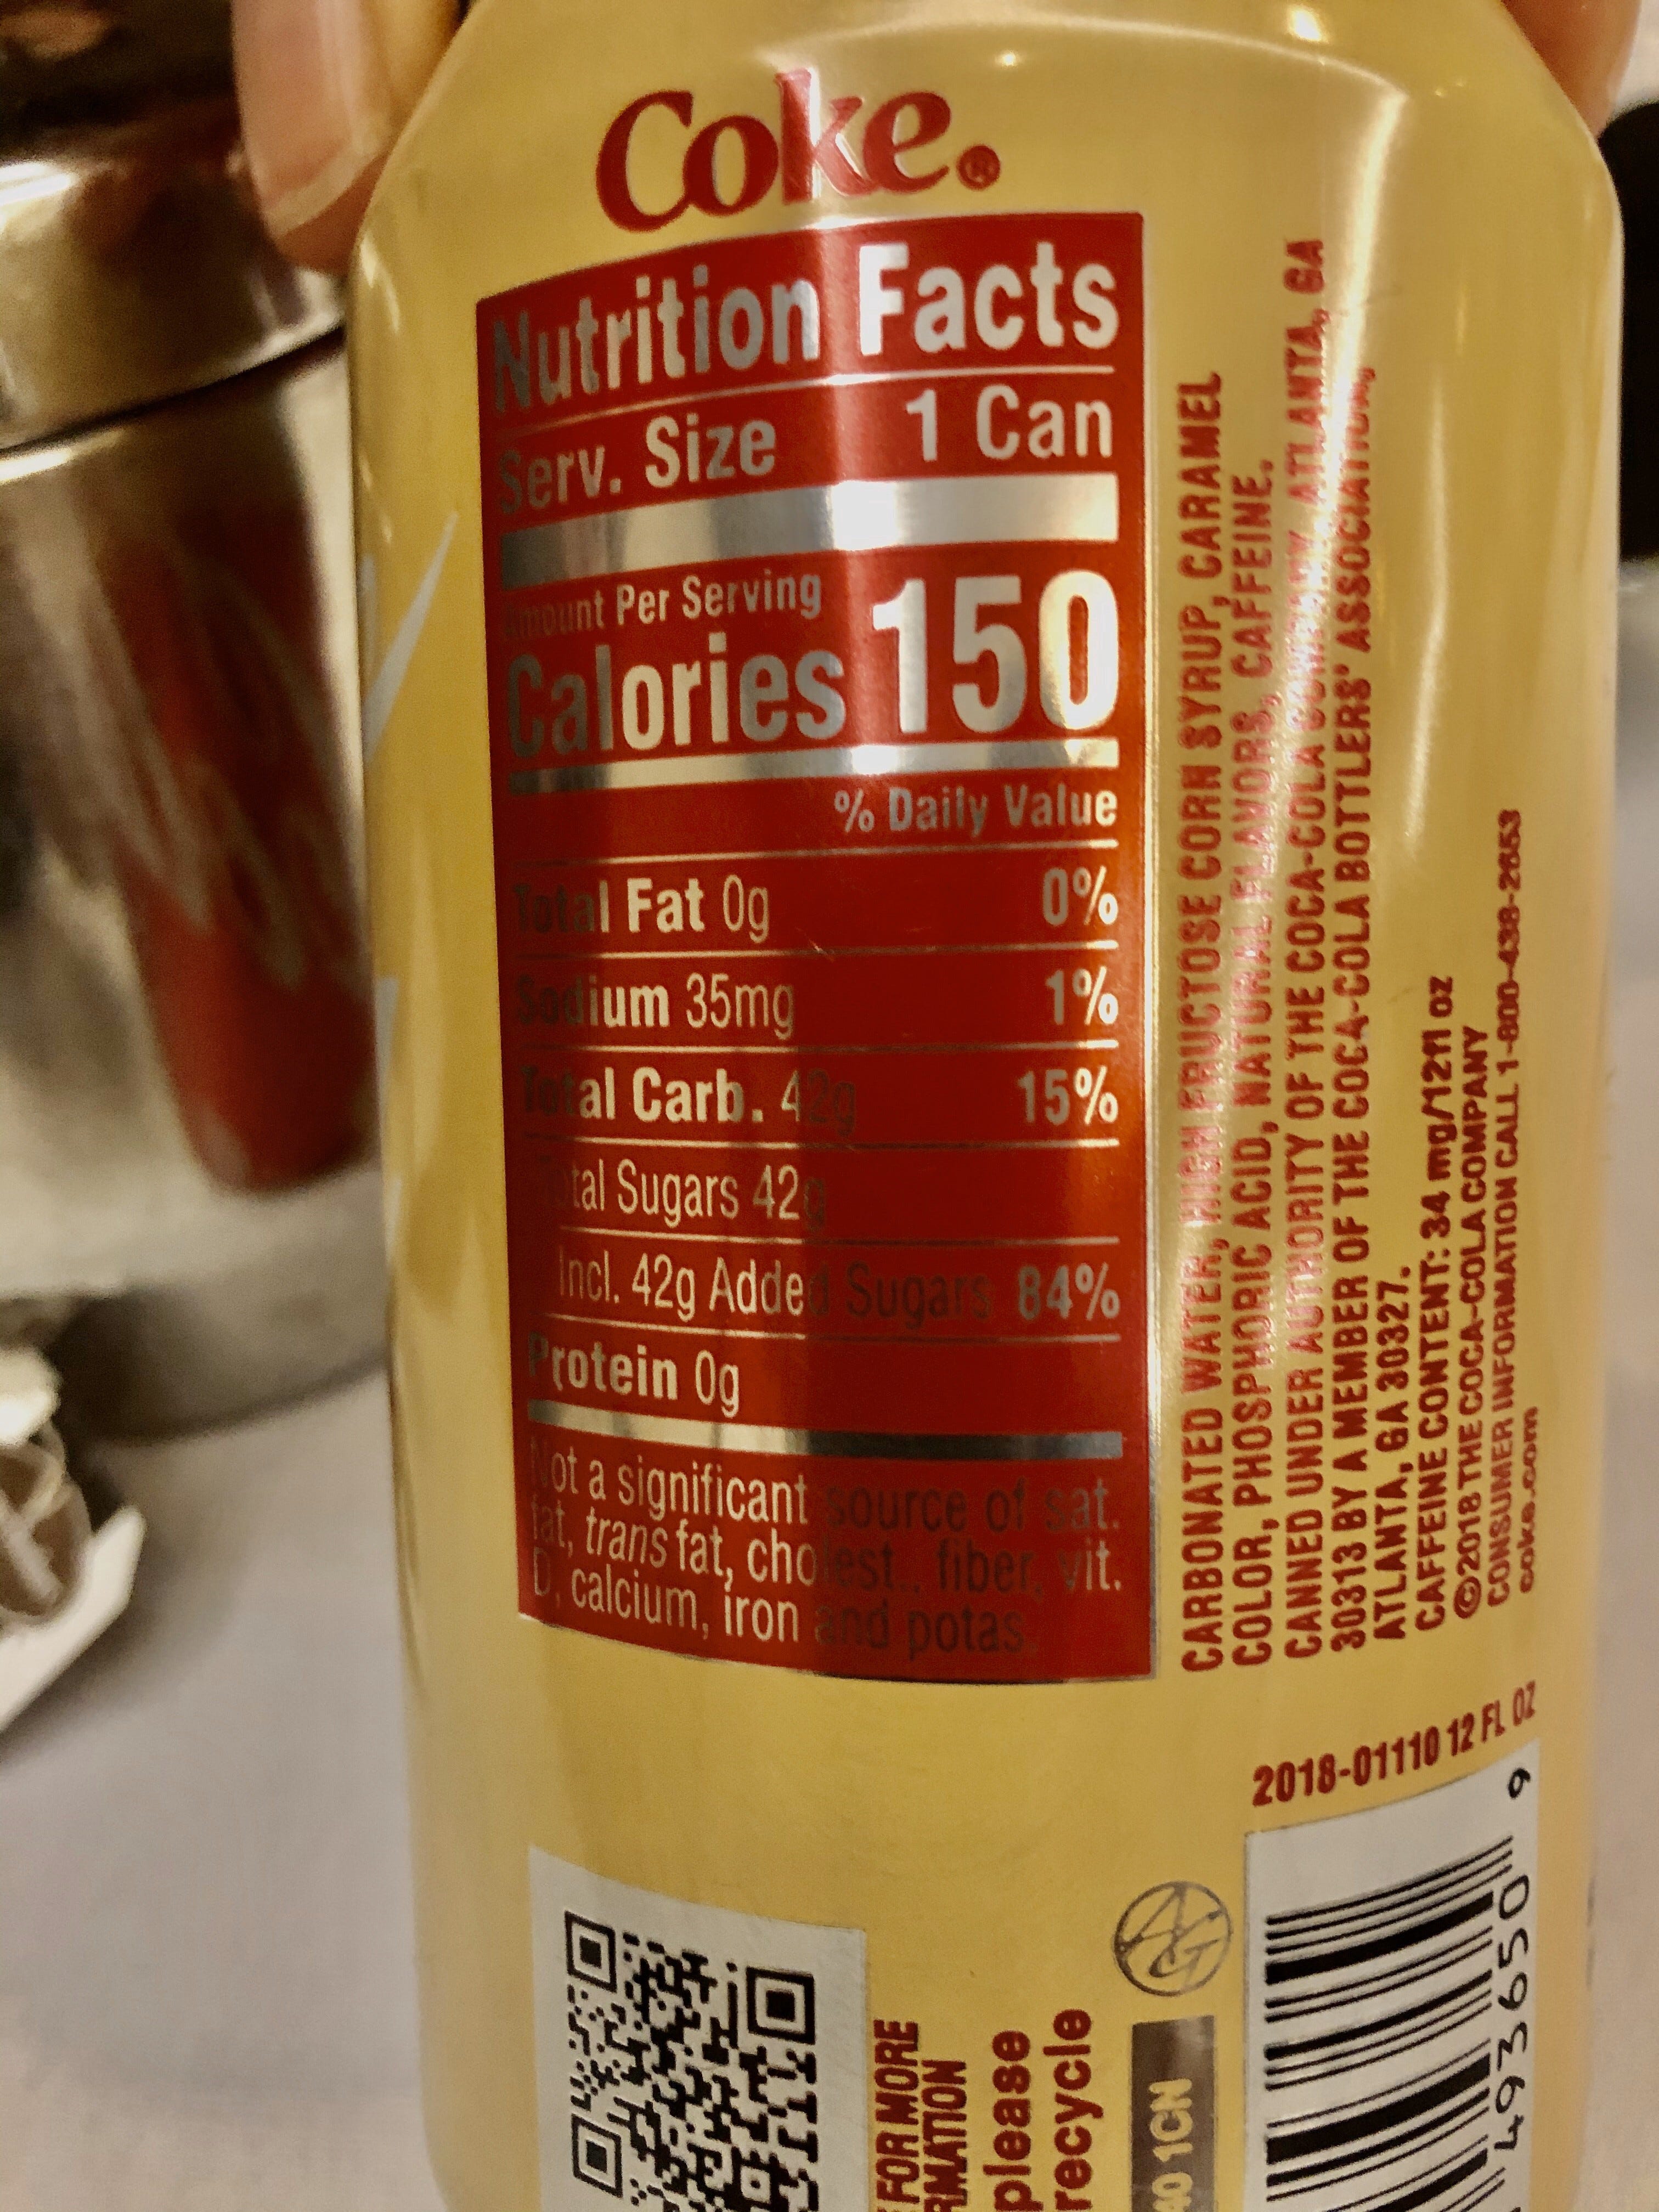 Coke®
Nutrition Facts
Serv. Size 1 Can
Amount Per Serving
Calories 150
% Daily Value
Total Fat 0g 0%
Sodium 35mg 1%
Total Carb. 42g 15%
Total Sugars 42g
Incl. 42g Added Sugars 84%
Protein 0g
Not a significant source of sat.
fat, trans fat, cholest., fiber, vit.
D, calcium, iron and potas.
CARBONATED WATER, HIGH FRUCTOSE CORN SYRUP, CARAMEL
COLOR, PHOSPHORIC ACID, NATURAL FLAVORS, CAFFEINE.
CANNED UNDER AUTHORITY OF THE COCA-COLA COMPANY, ATLANTA, GA
30313 BY A MEMBER OF THE COCA-COLA BOTTLERS' ASSOCIATION,
ATLANTA, GA 30327.
CAFFEINE CONTENT: 34 mg/12fl oz
©2018 THE COCA-COLA COMPANY
CONSUMER INFORMATION CALL 1-800-438-2653
coke.com
2018-01110 12 FL OZ
FOR MORE
RMATION
please
recycle
40 1CN
AG
493650 9